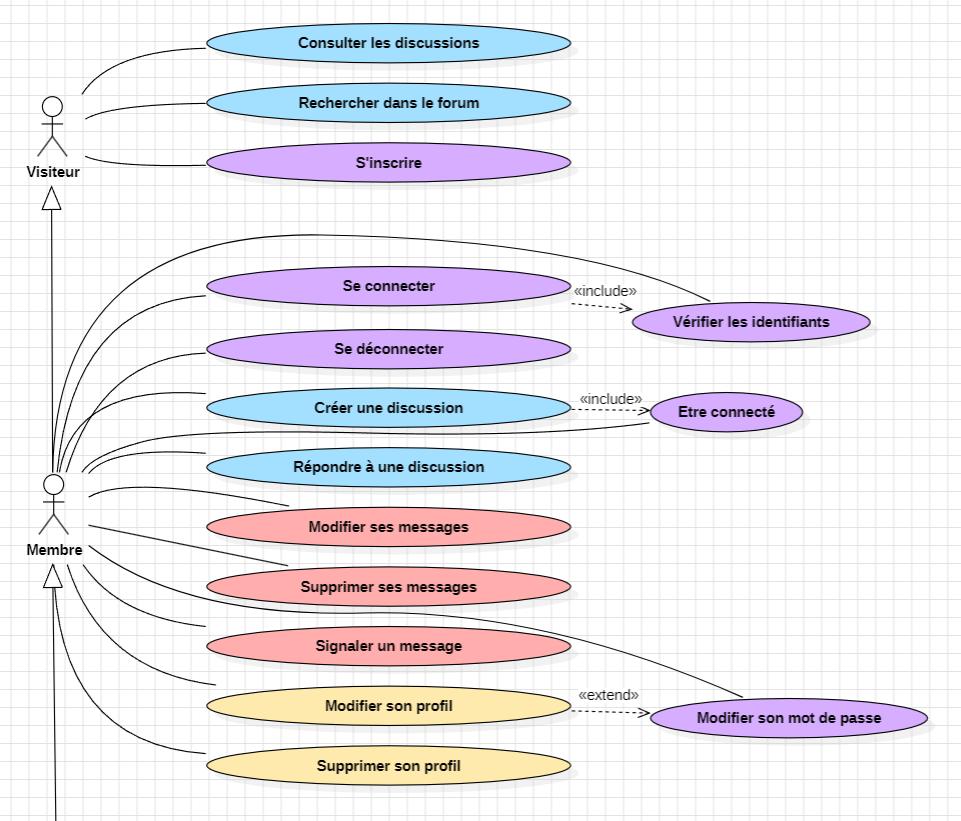 Consulter les discussions
Rechercher dans le forum
S'inscrire
Visiteur
Se connecter
«include»
Vérifier les identifiants
Se déconnecter
Créer une discussion
«include»
Etre connecté
Répondre à une discussion
Modifier ses messages
Membre
Supprimer ses messages
Signaler un message
Modifier son profil
«extend»
Modifier son mot de passe
Supprimer son profil